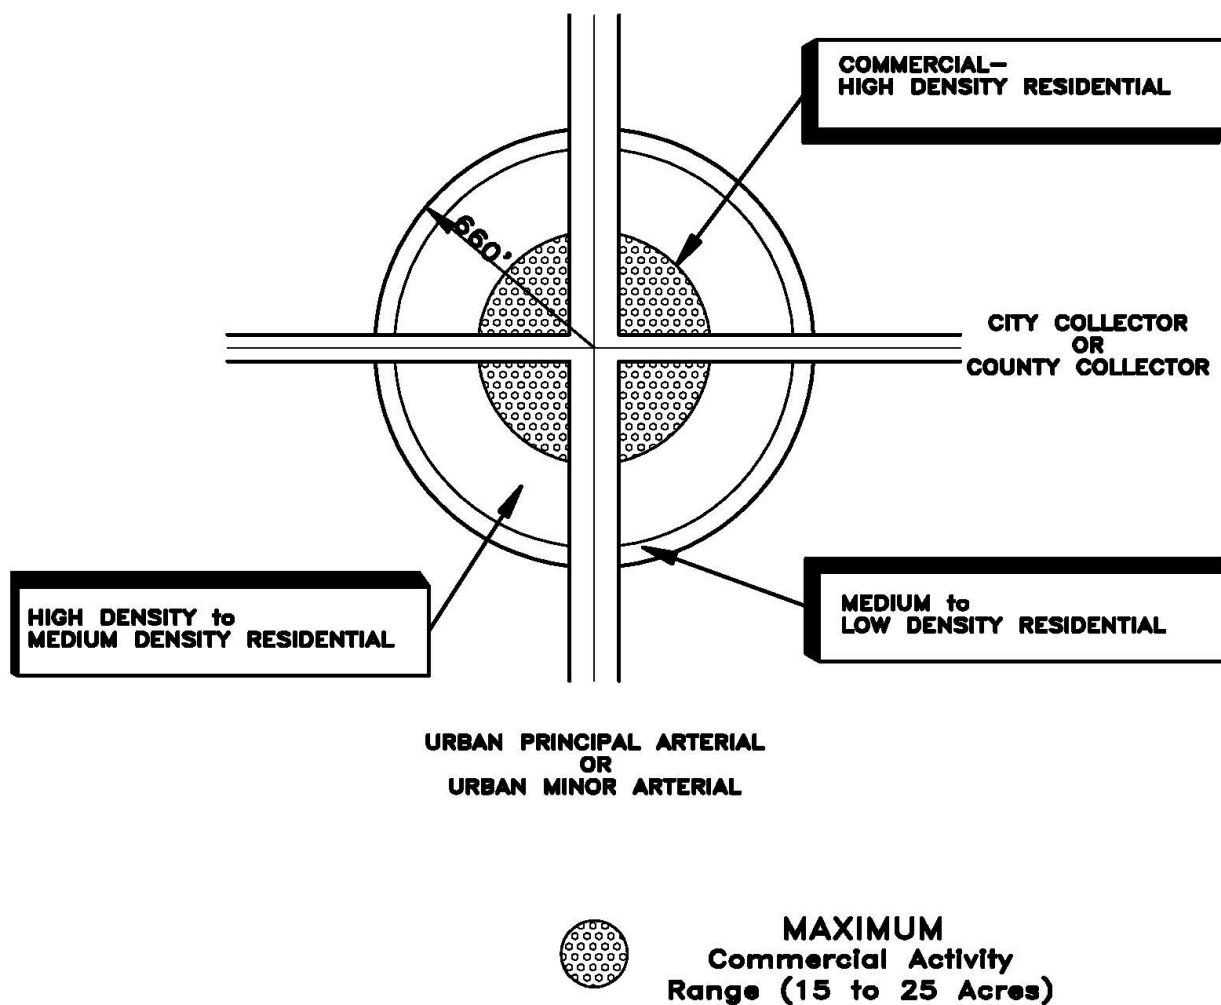 COMMERCIAL–
HIGH DENSITY RESIDENTIAL
660'
CITY COLLECTOR
OR
COUNTY COLLECTOR
HIGH DENSITY to
MEDIUM DENSITY RESIDENTIAL
MEDIUM to
LOW DENSITY RESIDENTIAL
URBAN PRINCIPAL ARTERIAL
OR
URBAN MINOR ARTERIAL
MAXIMUM
Commercial Activity
Range (15 to 25 Acres)